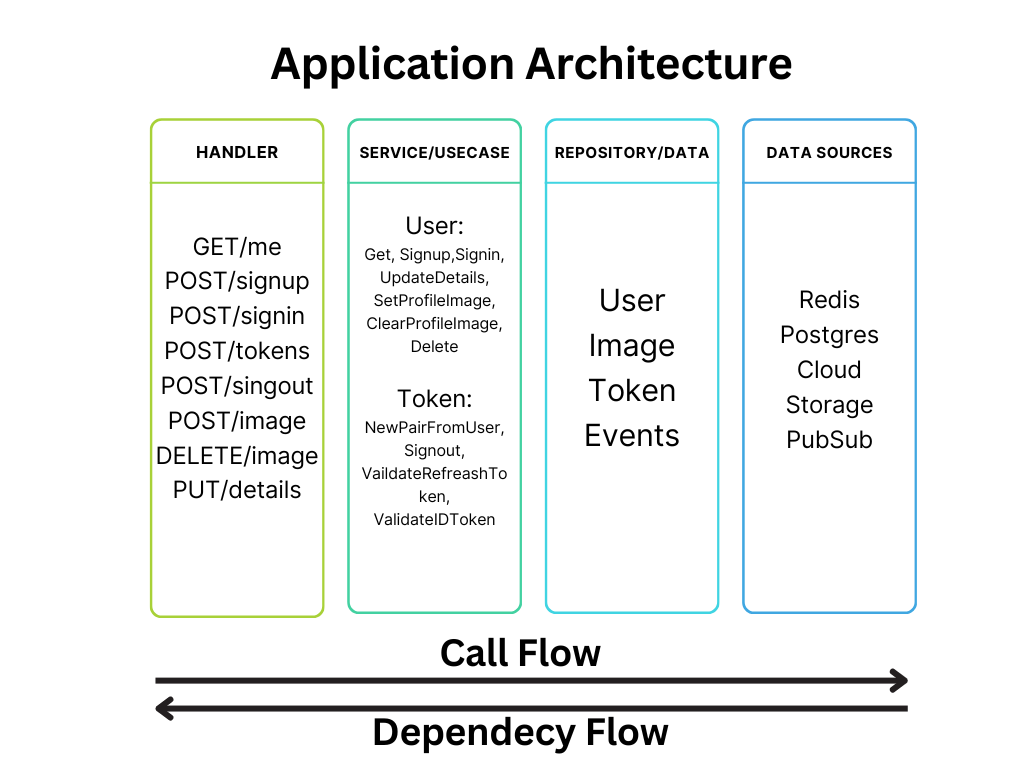 Application Architecture
HANDLER
GET/me
POST/signup
POST/signin
POST/tokens
POST/singout
POST/image
DELETE/image
PUT/details
SERVICE/USECASE
User:
Get, Signup,Signin,
UpdateDetails,
SetProfileImage,
ClearProfileImage,
Delete
Token:
NewPairFromUser,
Signout,
VaildateRefreashTo
ken,
ValidateIDToken
REPOSITORY/DATA
User
Image
Token
Events
DATA SOURCES
Redis
Postgres
Cloud
Storage
PubSub
Call Flow
Dependecy Flow